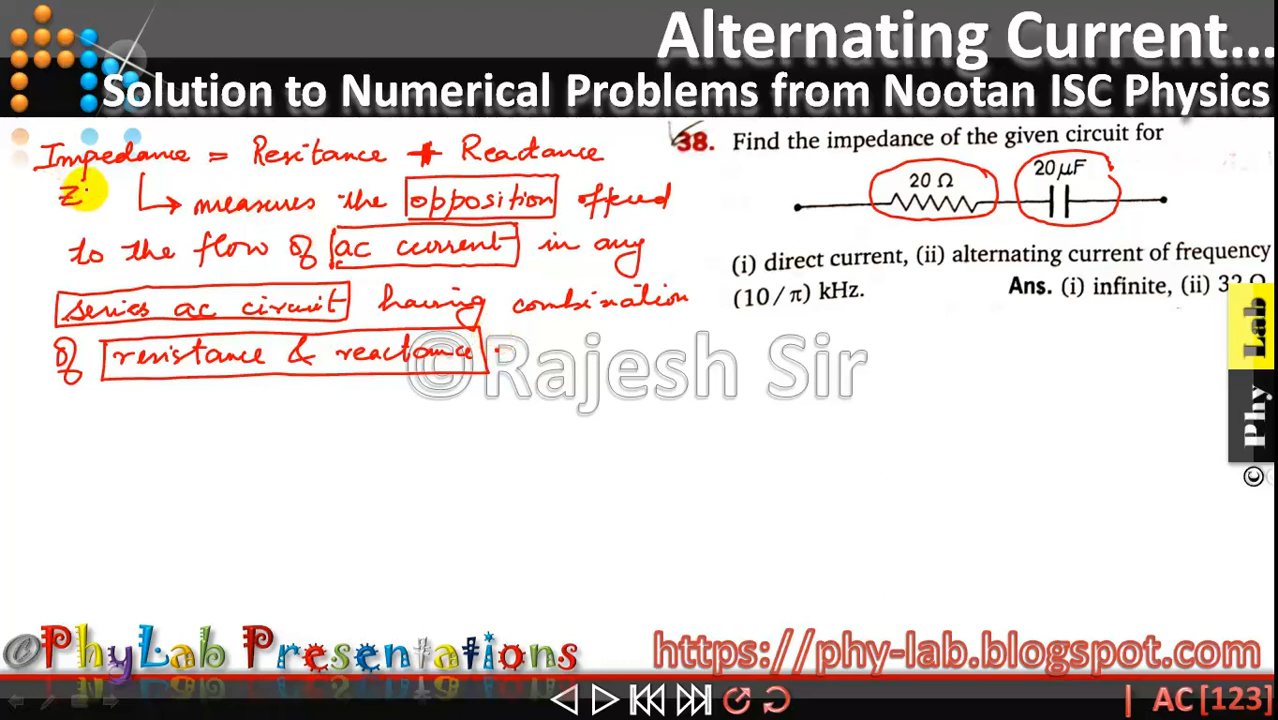 Alternating Current...
Solution to Numerical Problems from Nootan ISC Physics
Impedance = Resitance + Reactance
Z
↳ measures the opposition offered
to the flow of ac current in any
series ac circuit having combination
of resistance & reactance
38. Find the impedance of the given circuit for
20 Ω
20 μF
(i) direct current, (ii) alternating current of frequency
(10/π) kHz. Ans. (i) infinite, (ii) 32 Ω
©Rajesh Sir
© Phy Lab
PhyLab Presentations
https://phy-lab.blogspot.com
| AC [123]